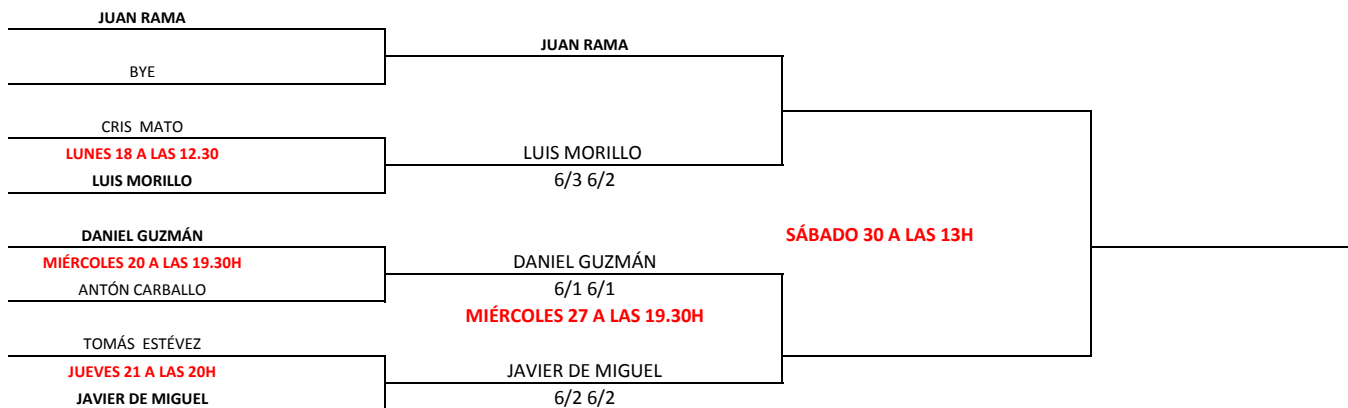 JUAN RAMA
BYE
CRIS MATO
LUNES 18 A LAS 12.30
LUIS MORILLO
DANIEL GUZMÁN
MIÉRCOLES 20 A LAS 19.30H
ANTÓN CARBALLO
TOMÁS ESTÉVEZ
JUEVES 21 A LAS 20H
JAVIER DE MIGUEL
JUAN RAMA
LUIS MORILLO
6/3 6/2
DANIEL GUZMÁN
6/1 6/1
MIÉRCOLES 27 A LAS 19.30H
JAVIER DE MIGUEL
6/2 6/2
SÁBADO 30 A LAS 13H